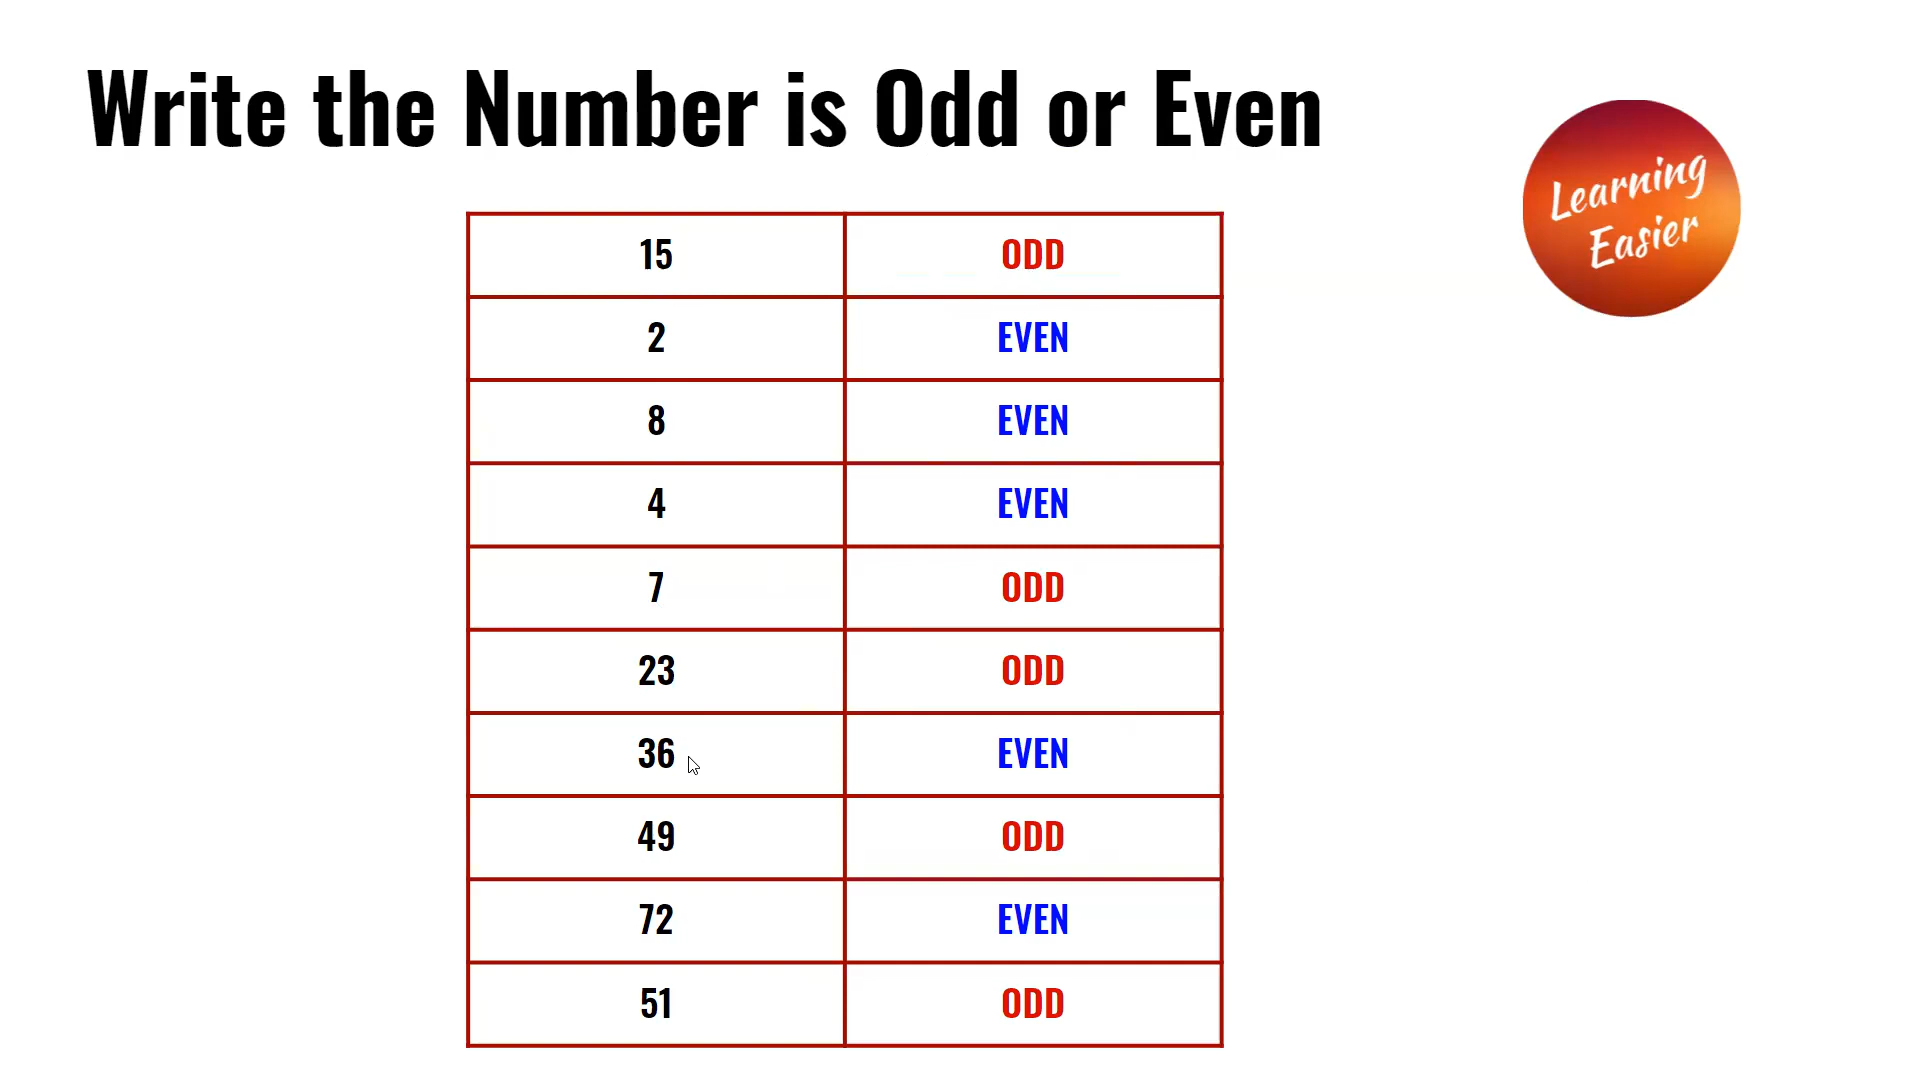 Write the Number is Odd or Even
Learning
Easier
15 ODD
2 EVEN
8 EVEN
4 EVEN
7 ODD
23 ODD
36 EVEN
49 ODD
72 EVEN
51 ODD